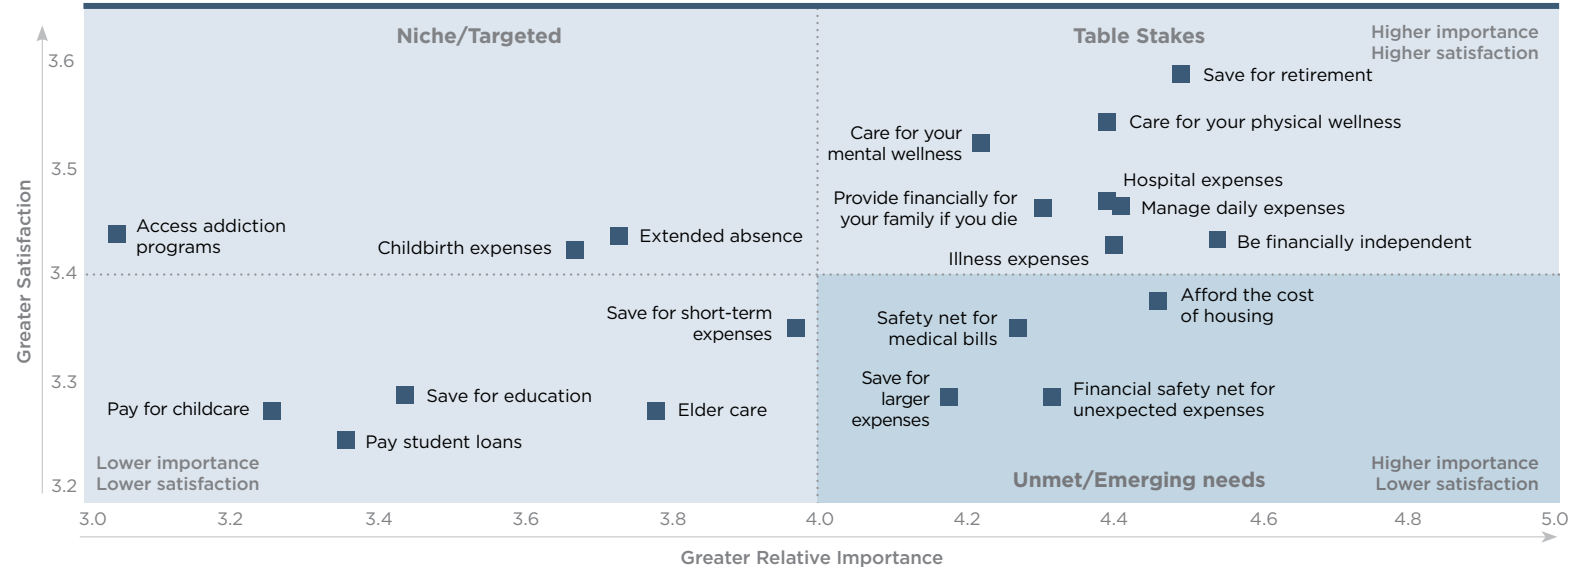 Niche/Targeted
Table Stakes
Higher importance
Higher satisfaction
Greater Satisfaction
3.6
3.5
3.4
3.3
3.2
Save for retirement
Care for your physical wellness
Care for your
mental wellness
Hospital expenses
Provide financially for
your family if you die
Manage daily expenses
Access addiction
programs
Childbirth expenses
Extended absence
Be financially independent
Illness expenses
Save for short-term
expenses
Safety net for
medical bills
Afford the cost
of housing
Pay for childcare
Save for education
Elder care
Save for
larger
expenses
Financial safety net for
unexpected expenses
Pay student loans
Lower importance
Lower satisfaction
Unmet/Emerging needs
Higher importance
Lower satisfaction
3.0
3.2
3.4
3.6
3.8
4.0
4.2
4.4
4.6
4.8
5.0
Greater Relative Importance